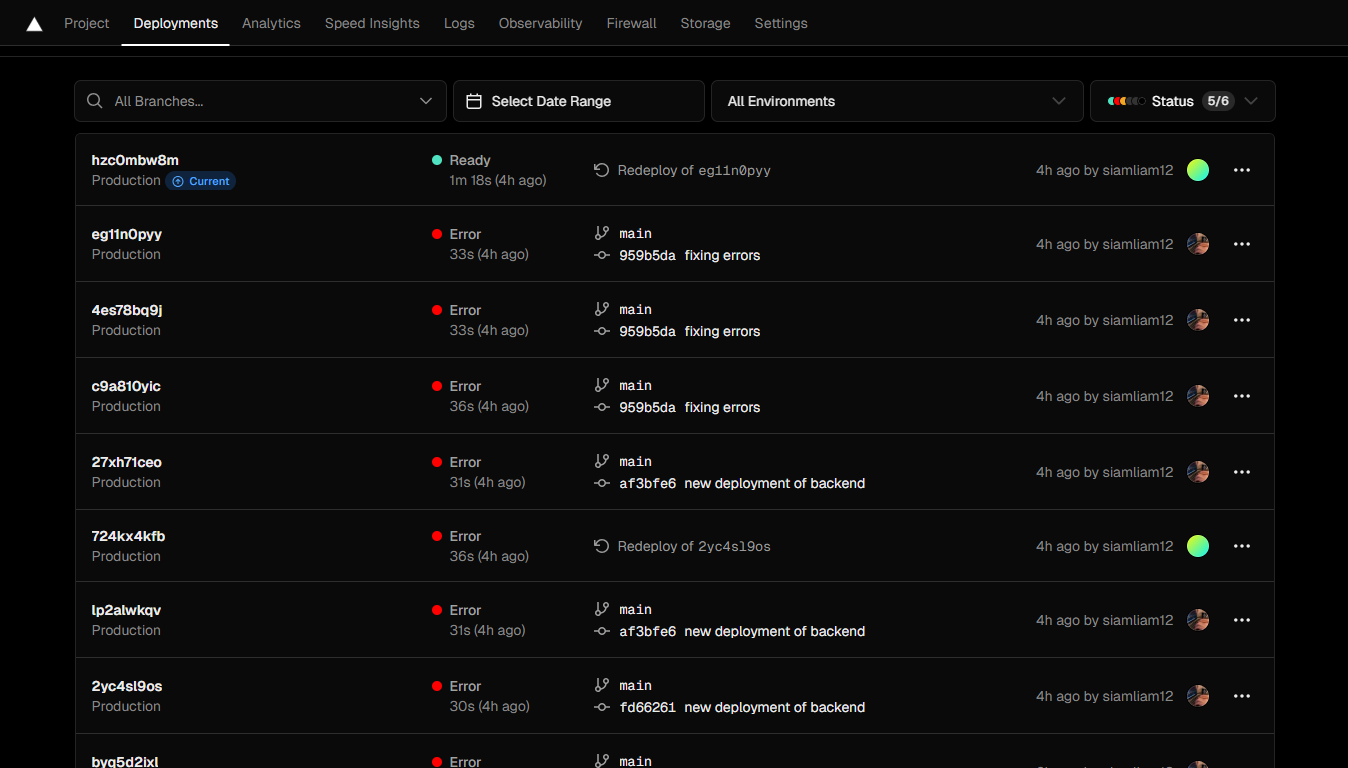 Project Deployments Analytics Speed Insights Logs Observability Firewall Storage Settings
All Branches... Select Date Range All Environments Status 5/6
hzc0mbw8m Ready Redeploy of eg11n0pyy 4h ago by siamliam12
Production Current 1m 18s (4h ago)
eg11n0pyy Error main 4h ago by siamliam12
Production 33s (4h ago) 959b5da fixing errors
4es78bq9j Error main 4h ago by siamliam12
Production 33s (4h ago) 959b5da fixing errors
c9a810yic Error main 4h ago by siamliam12
Production 36s (4h ago) 959b5da fixing errors
27xh71ceo Error main 4h ago by siamliam12
Production 31s (4h ago) af3bfe6 new deployment of backend
724kx4kfb Error Redeploy of 2yc4sl9os 4h ago by siamliam12
Production 36s (4h ago)
lp2alwkqv Error main 4h ago by siamliam12
Production 31s (4h ago) af3bfe6 new deployment of backend
2yc4sl9os Error main 4h ago by siamliam12
Production 30s (4h ago) fd66261 new deployment of backend
Error main